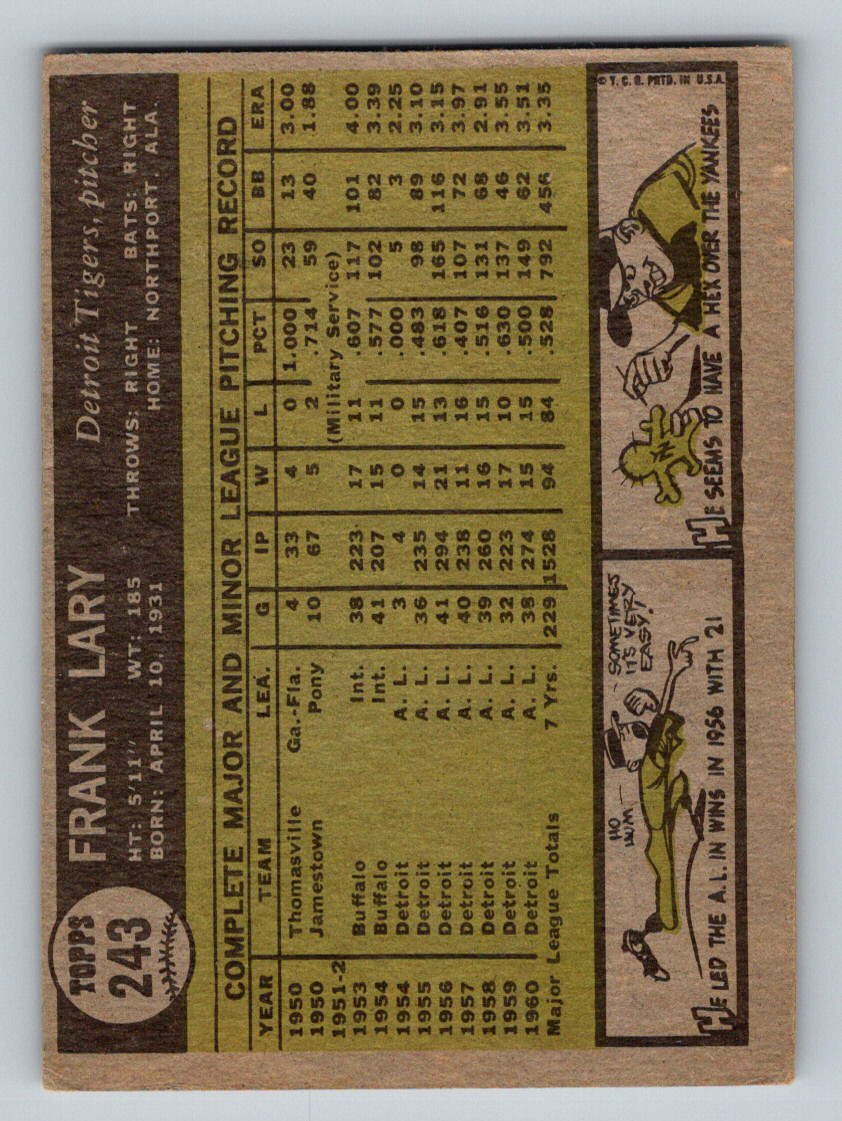 TOPPS
243
FRANK LARY Detroit Tigers, pitcher
HT: 5'11" WT: 185 THROWS: RIGHT BATS: RIGHT
BORN: APRIL 10, 1931 HOME: NORTHPORT, ALA.
COMPLETE MAJOR AND MINOR LEAGUE PITCHING RECORD
YEAR TEAM LEA. G IP W L PCT SO BB ERA
1950 Thomasville Ga.-Fla. 4 33 4 0 1.000 23 13 3.00
1950 Jamestown Pony 10 67 5 2 .714 59 40 1.88
1951-2 (Military Service)
1953 Buffalo Int. 38 223 17 11 .607 117 101 4.00
1954 Buffalo Int. 41 207 15 11 .577 102 82 3.39
1954 Detroit A. L. 3 4 0 0 .000 5 3 2.25
1955 Detroit A. L. 36 235 14 15 .483 98 89 3.10
1956 Detroit A. L. 41 294 21 13 .618 165 116 3.15
1957 Detroit A. L. 40 238 11 16 .407 107 72 3.97
1958 Detroit A. L. 39 260 16 15 .516 131 68 2.91
1959 Detroit A. L. 32 223 17 10 .630 137 46 3.55
1960 Detroit A. L. 38 274 15 15 .500 149 62 3.51
Major League Totals 7 Yrs. 229 1528 94 84 .528 792 456 3.35
HO
HUM—
- SOMETIMES
IT'S VERY
EASY!
HE LED THE A.L. IN WINS IN 1956 WITH 21
© T. C. G. PRTD. IN U.S.A.
HE SEEMS TO HAVE A HEX OVER THE YANKEES